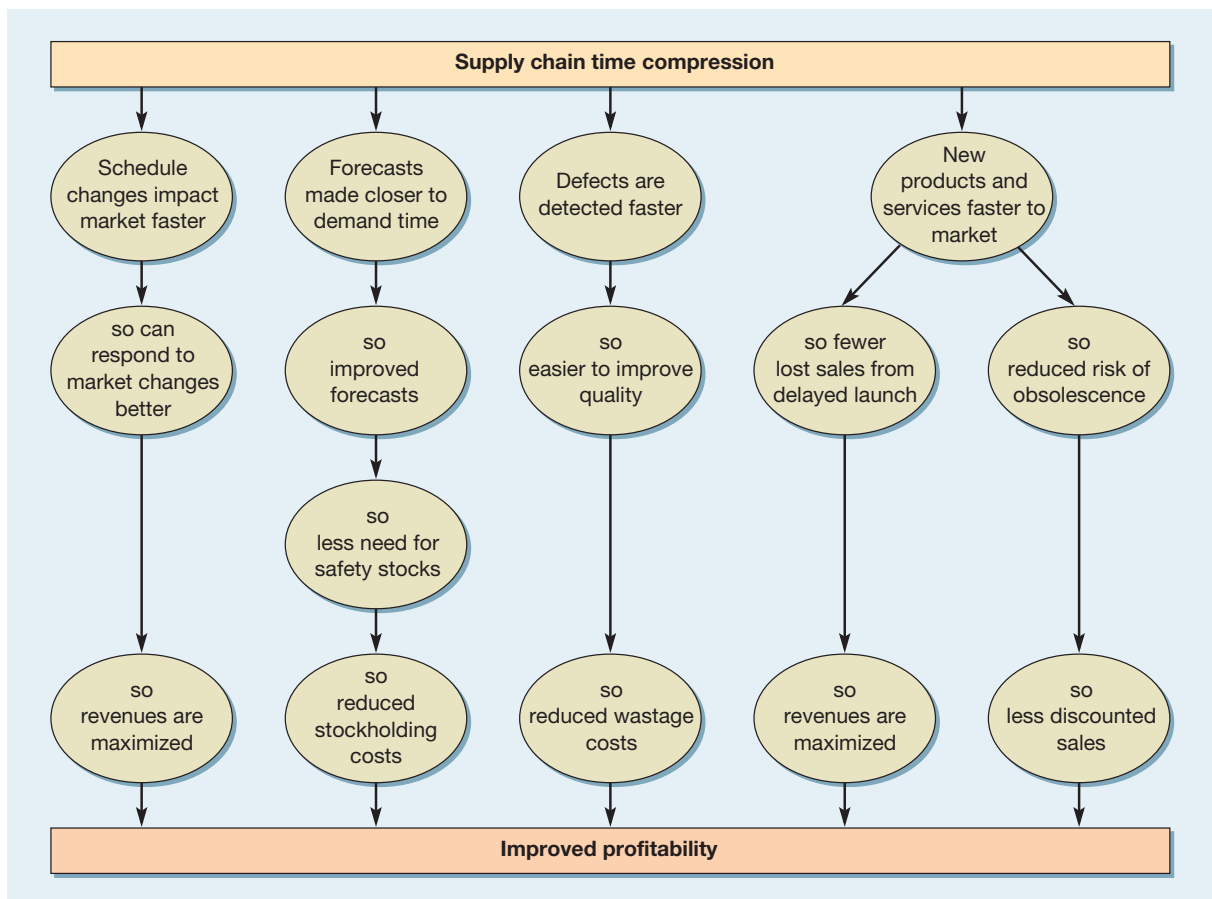 Supply chain time compression
Schedule
changes impact
market faster
Forecasts
made closer to
demand time
Defects are
detected faster
New
products and
services faster to
market
so can
respond to
market changes
better
so
improved
forecasts
so
easier to improve
quality
so fewer
lost sales from
delayed launch
so
reduced risk of
obsolescence
so
less need for
safety stocks
so
revenues are
maximized
so
reduced
stockholding
costs
so
reduced wastage
costs
so
revenues are
maximized
so
less discounted
sales
Improved profitability